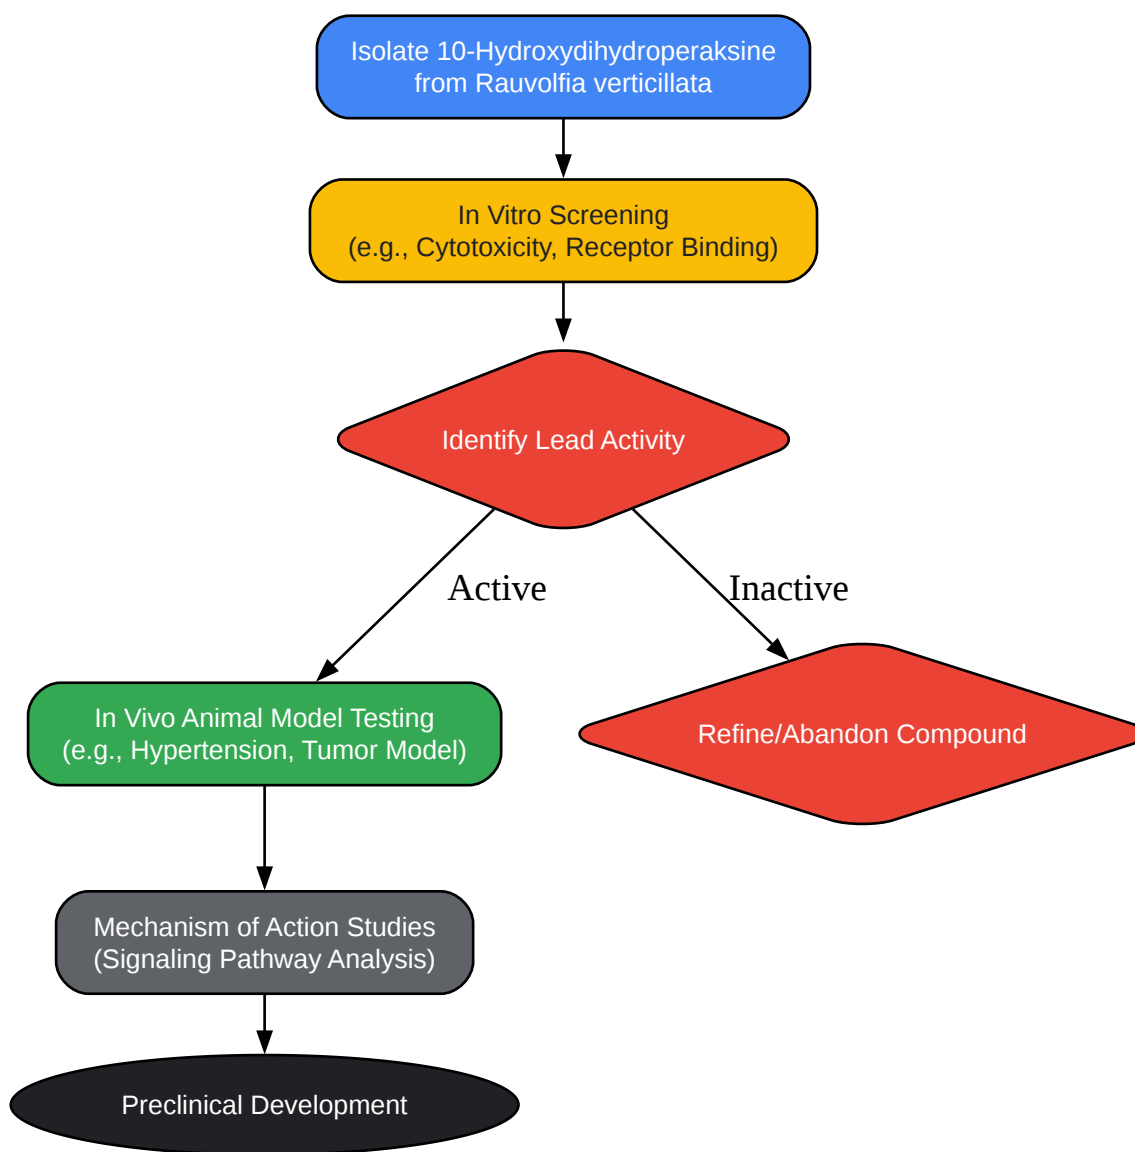 Isolate 10-Hydroxydihydroperaksine
from Rauvolfia verticillata
In Vitro Screening
(e.g., Cytotoxicity, Receptor Binding)
Identify Lead Activity
Active
Inactive
In Vivo Animal Model Testing
(e.g., Hypertension, Tumor Model)
Refine/Abandon Compound
Mechanism of Action Studies
(Signaling Pathway Analysis)
Preclinical Development